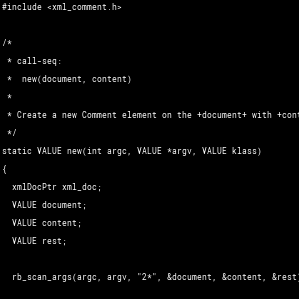 #include <xml_comment.h>
/*
 * call-seq:
 *  new(document, content)
 *
 * Create a new Comment element on the +document+ with +cont
 */
static VALUE new(int argc, VALUE *argv, VALUE klass)
{
  xmlDocPtr xml_doc;
  VALUE document;
  VALUE content;
  VALUE rest;
  rb_scan_args(argc, argv, "2*", &document, &content, &rest)